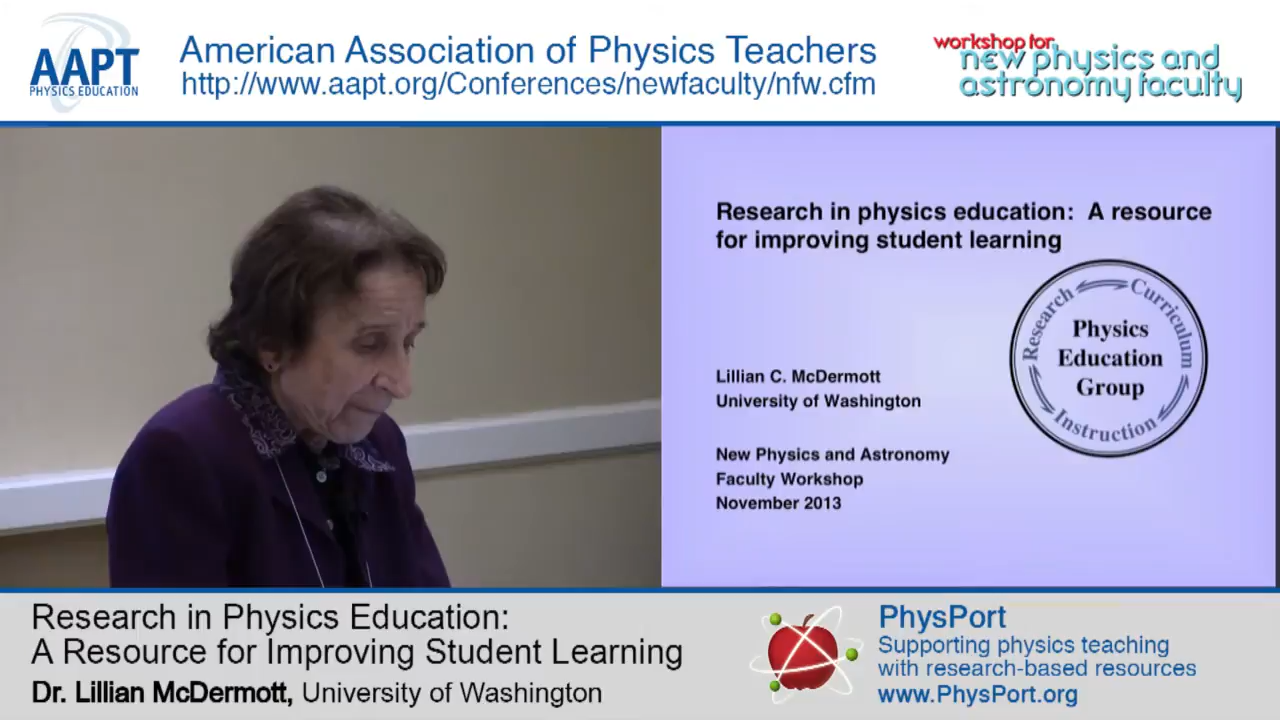 AAPT
PHYSICS EDUCATION
American Association of Physics Teachers
http://www.aapt.org/Conferences/newfaculty/nfw.cfm
workshop for
new physics and
astronomy faculty
Research in physics education: A resource
for improving student learning
Research
Curriculum
Instruction
Physics
Education
Group
Lillian C. McDermott
University of Washington
New Physics and Astronomy
Faculty Workshop
November 2013
Research in Physics Education:
A Resource for Improving Student Learning
Dr. Lillian McDermott, University of Washington
PhysPort
Supporting physics teaching
with research-based resources
www.PhysPort.org